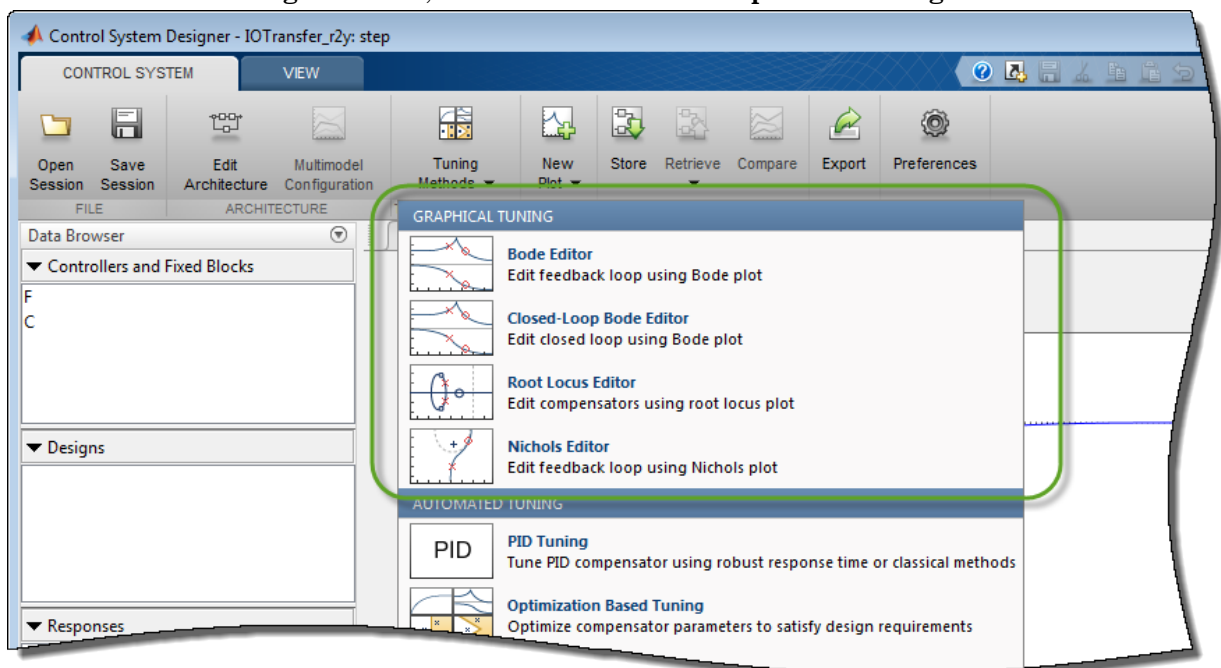 Control System Designer - IOTransfer_r2y: step
CONTROL SYSTEM
VIEW
Open Session
Save Session
Edit Architecture
Multimodel Configuration
Tuning Methods
New Plot
Store
Retrieve
Compare
Export
Preferences
FILE
ARCHITECTURE
Data Browser
Controllers and Fixed Blocks
F
C
Designs
Responses
GRAPHICAL TUNING
Bode Editor
Edit feedback loop using Bode plot
Closed-Loop Bode Editor
Edit closed loop using Bode plot
Root Locus Editor
Edit compensators using root locus plot
Nichols Editor
Edit feedback loop using Nichols plot
AUTOMATED TUNING
PID
PID Tuning
Tune PID compensator using robust response time or classical methods
Optimization Based Tuning
Optimize compensator parameters to satisfy design requirements